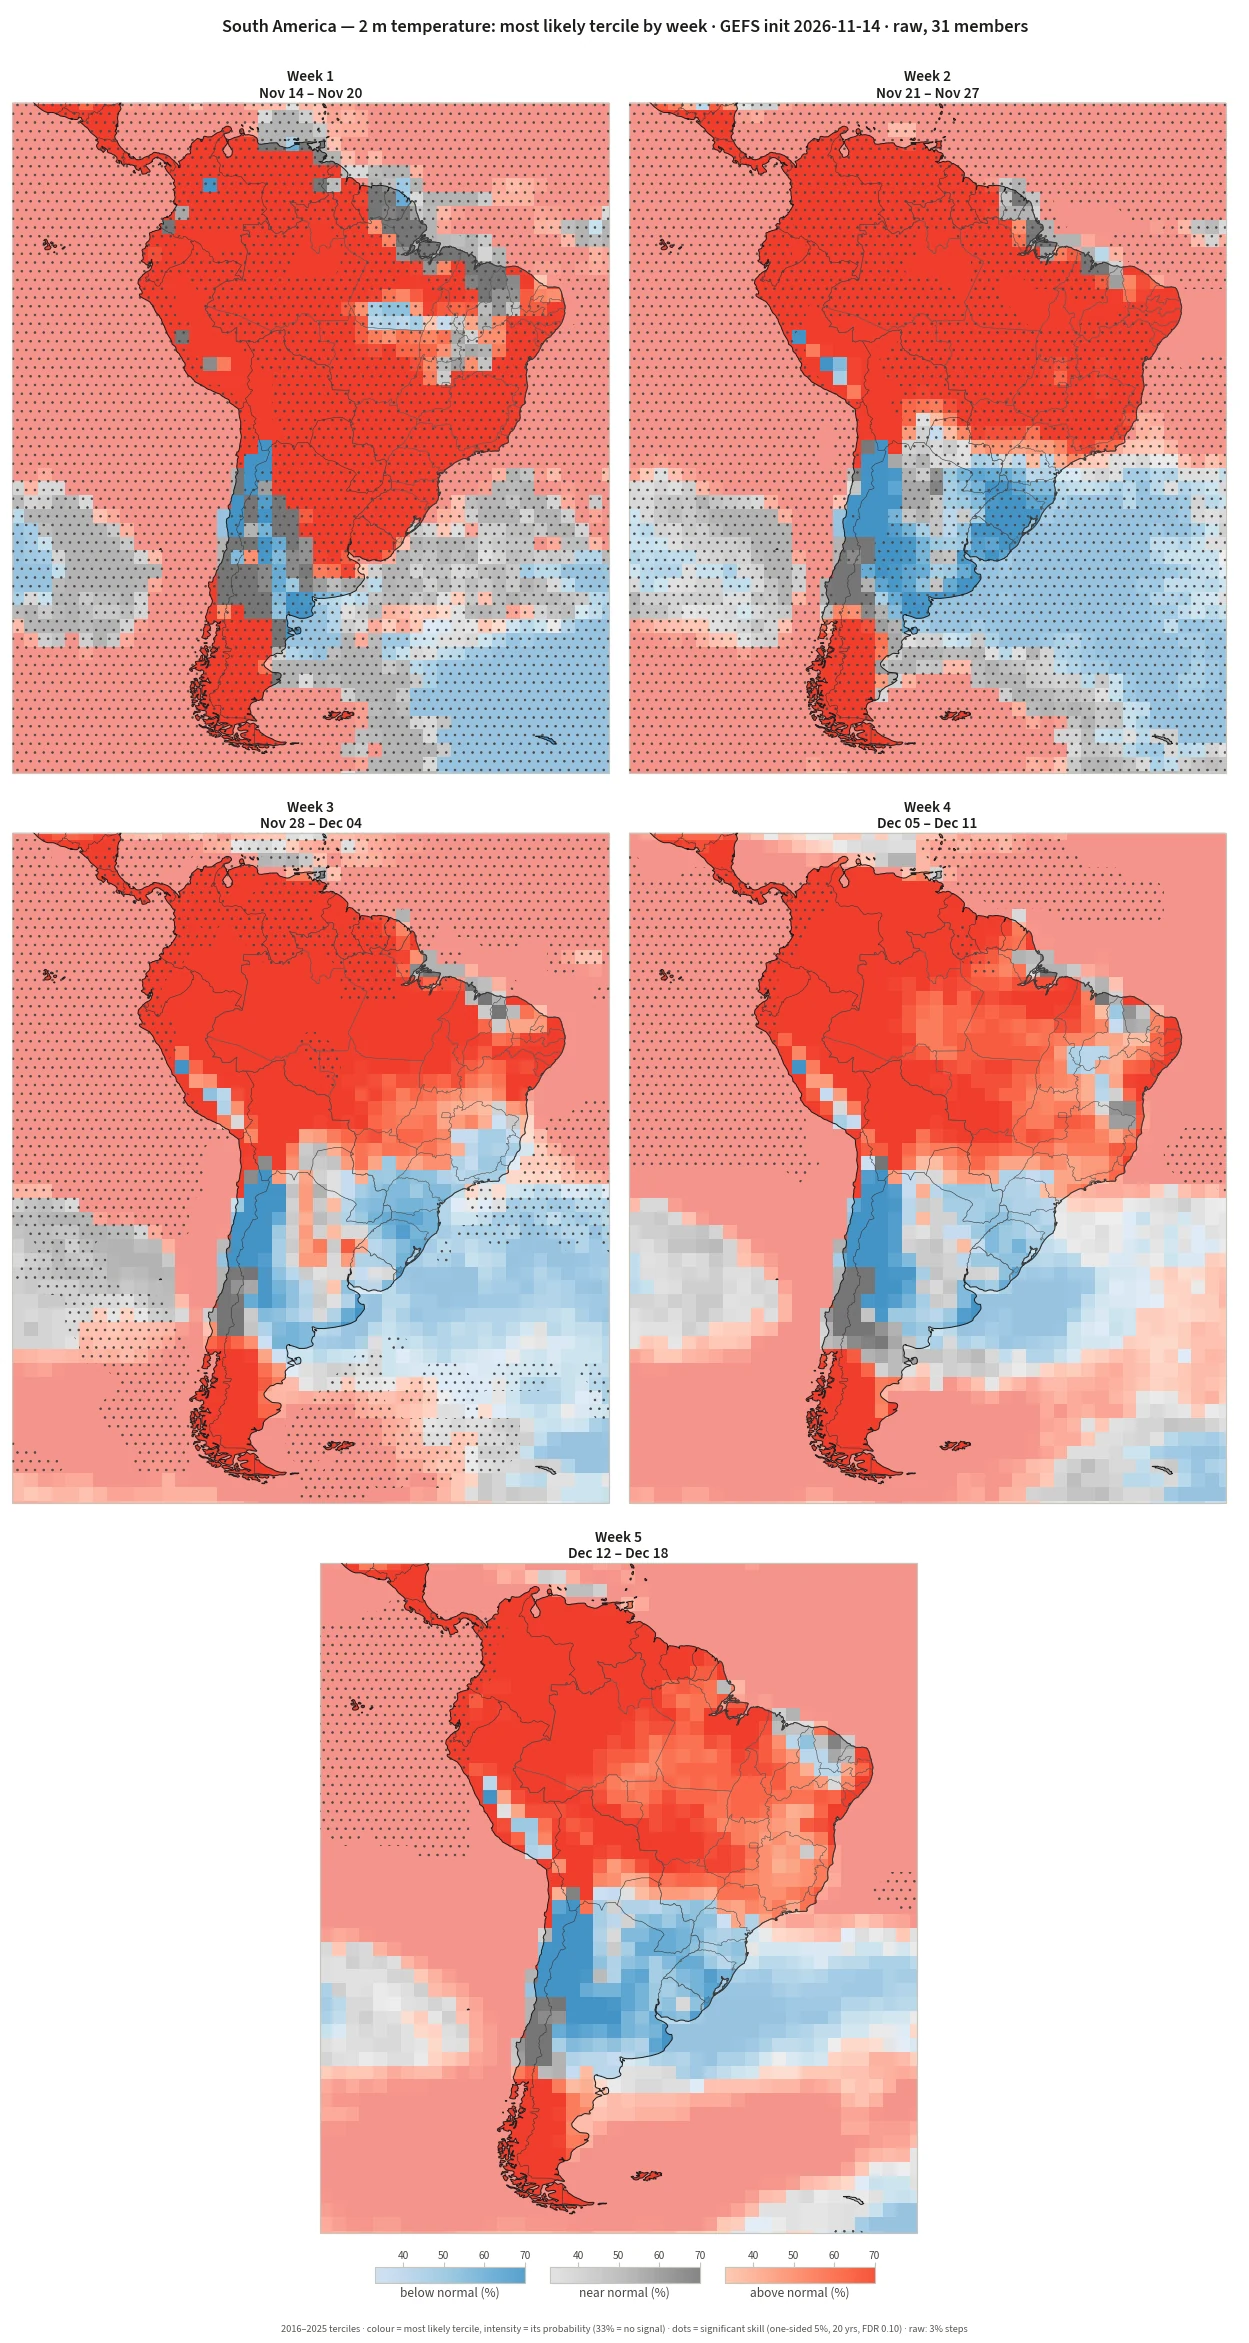 South America — 2 m temperature: most likely tercile by week · GEFS init 2026-11-14 · raw, 31 members
Week 1
Nov 14 – Nov 20
Week 2
Nov 21 – Nov 27
Week 3
Nov 28 – Dec 04
Week 4
Dec 05 – Dec 11
Week 5
Dec 12 – Dec 18
40 50 60 70
below normal (%)
40 50 60 70
near normal (%)
40 50 60 70
above normal (%)
2016–2025 terciles · colour = most likely tercile, intensity = its probability (33% = no signal) · dots = significant skill (one-sided 5%, 20 yrs, FDR 0.10) · raw: 3% steps